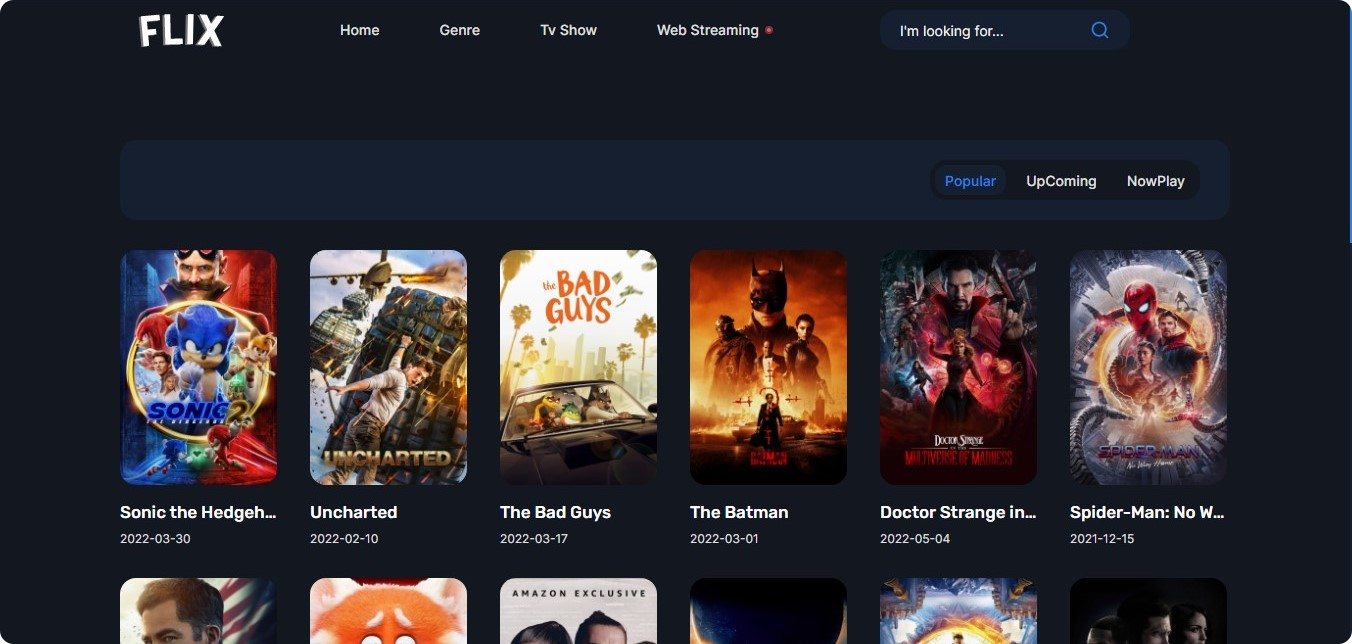 FLIX
Home
Genre
Tv Show
Web Streaming
I'm looking for...
Popular
UpComing
NowPlay
SONIC 2
THE HEDGEHOG
UNCHARTED
the BAD
GUYS
THE
BATMAN
DOCTOR STRANGE
MULTIVERSE OF MADNESS
SPIDER-MAN
No Way Home
Sonic the Hedgeh...
Uncharted
The Bad Guys
The Batman
Doctor Strange in...
Spider-Man: No W...
2022-03-30
2022-02-10
2022-03-17
2022-03-01
2022-05-04
2021-12-15
AMAZON EXCLUSIVE